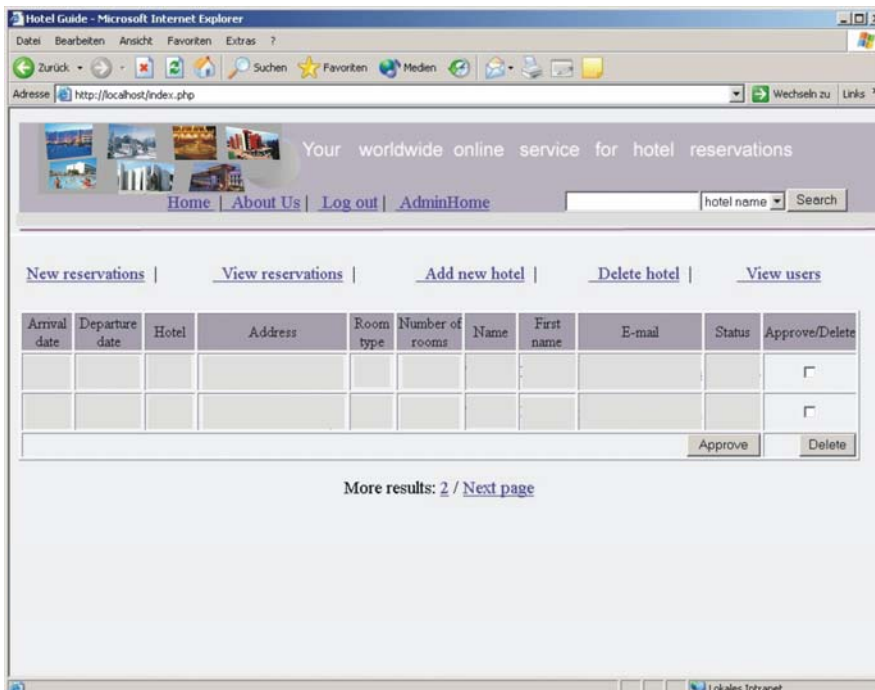 Hotel Guide - Microsoft Internet Explorer
Datei Bearbeiten Ansicht Favoriten Extras ?
Zurück Suchen Favoriten Medien
Adresse http://localhost/index.php Wechseln zu Links
Your worldwide online service for hotel reservations
Home | About Us | Log out | AdminHome hotel name Search
New reservations | View reservations | Add new hotel | Delete hotel | View users
Arrival date Departure date Hotel Address Room type Number of rooms Name First name E-mail Status Approve/Delete
Approve Delete
More results: 2 / Next page
Lokales Intranet